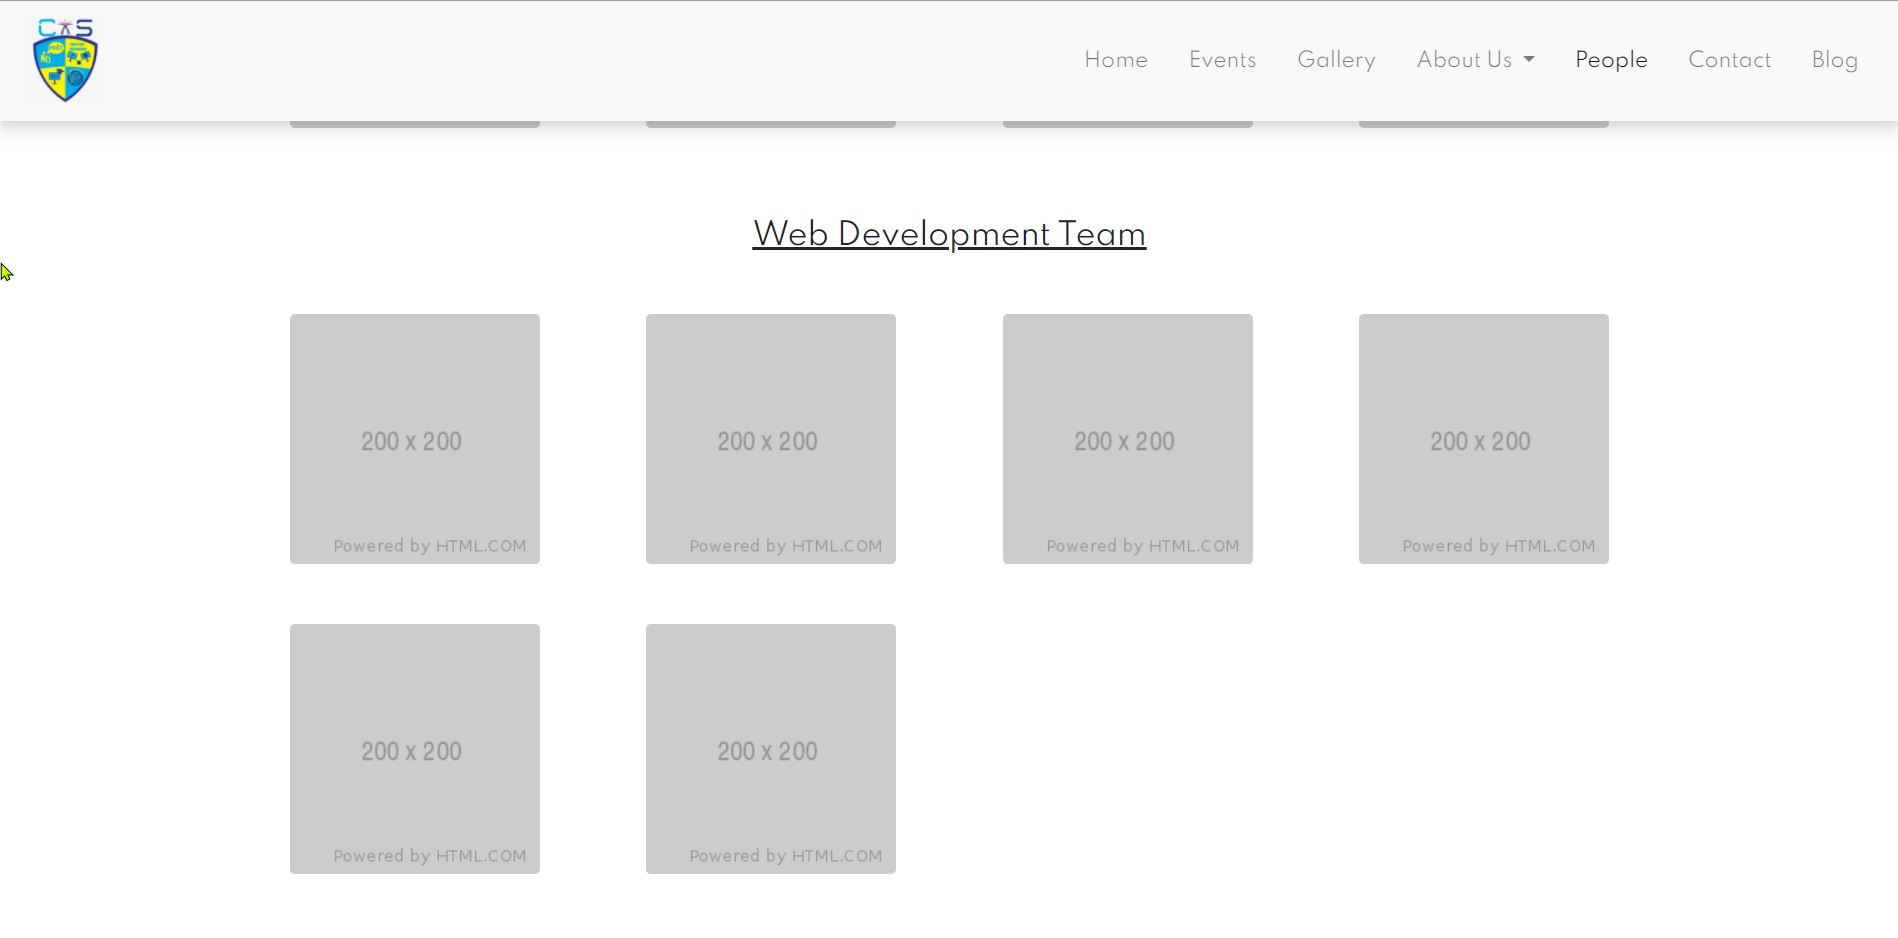 C S
Home Events Gallery About Us People Contact Blog
Web Development Team
200 x 200 200 x 200 200 x 200 200 x 200
Powered by HTML.COM Powered by HTML.COM Powered by HTML.COM Powered by HTML.COM
200 x 200 200 x 200
Powered by HTML.COM Powered by HTML.COM